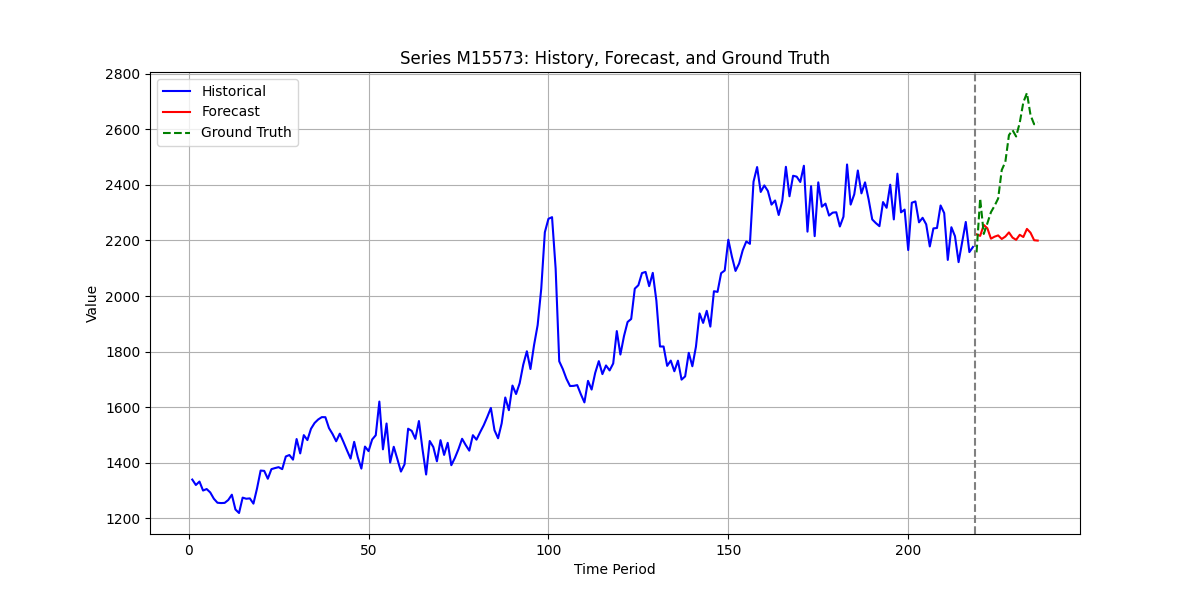 Series M15573: History, Forecast, and Ground Truth
Historical
Forecast
Ground Truth
Value
2800
2600
2400
2200
2000
1800
1600
1400
1200
0 50 100 150 200
Time Period